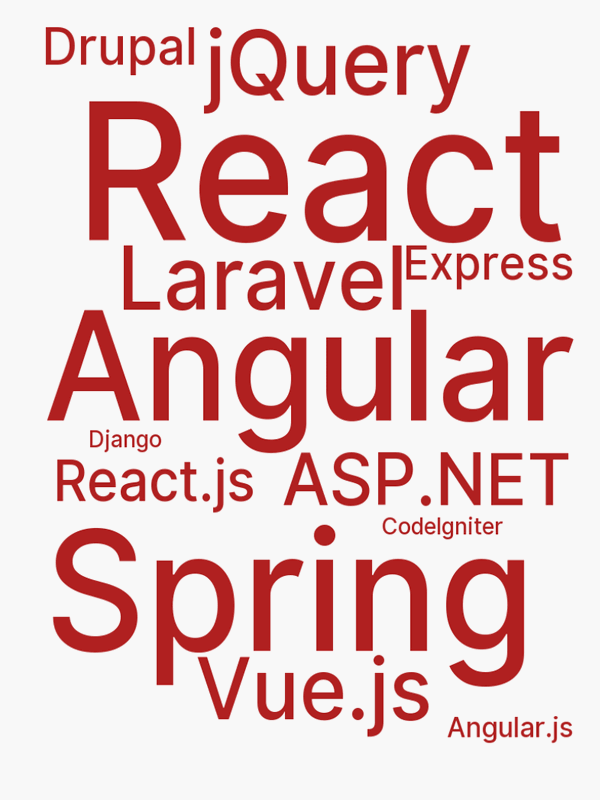 Drupal jQuery
React
Laravel Express
Angular
Django
React.js ASP.NET
CodeIgniter
Spring
Vue.js
Angular.js